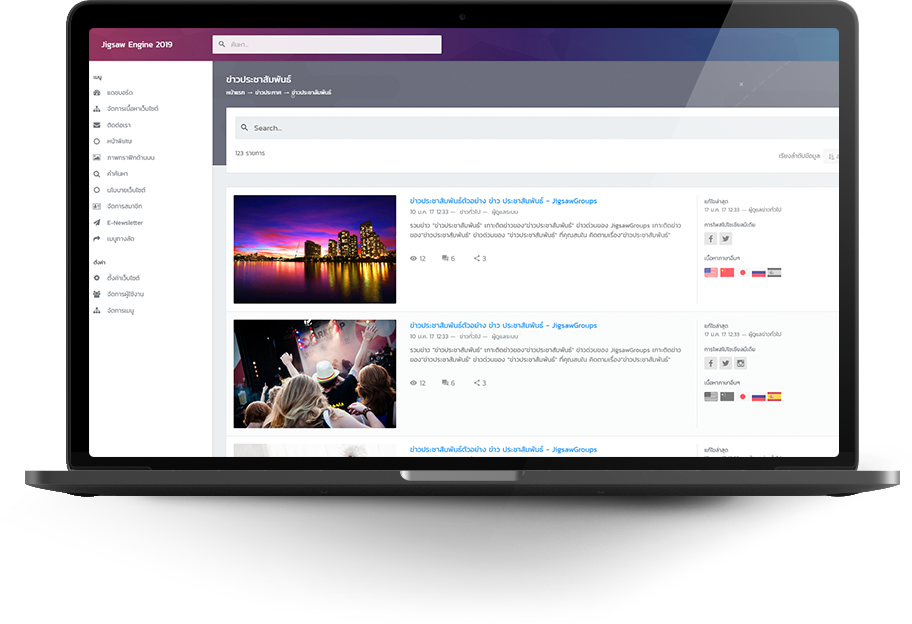 Jigsaw Engine 2019
ค้นหา...
เมนู
แดชบอร์ด
จัดการเนื้อหาเว็บไซต์
ติดต่อเรา
หน้าพิเศษ
ภาพกราฟิกด้านบน
คำค้นหา
นโยบายเว็บไซต์
จัดการสมาชิก
E-Newsletter
เมนูทางลัด
ตั้งค่า
ตั้งค่าเว็บไซต์
จัดการผู้ใช้งาน
จัดการเมนู
ข่าวประชาสัมพันธ์
หน้าแรก → ข่าวประกาศ → ข่าวประชาสัมพันธ์
Search...
123 รายการ
เรียงลำดับข้อมูล
ข่าวประชาสัมพันธ์ตัวอย่าง ข่าว ประชาสัมพันธ์ - JigsawGroups
10 ม.ค. 17 12:33 — ข่าวทั่วไป — ผู้ดูแลระบบ
รวมข่าว "ข่าวประชาสัมพันธ์" เกาะติดข่าวของ"ข่าวประชาสัมพันธ์" ข่าวด่วนของ JigsawGroups เกาะติดข่าว
ของ"ข่าวประชาสัมพันธ์" ข่าวด่วนของ "ข่าวประชาสัมพันธ์" ที่คุณสนใจ ติดตามเรื่อง"ข่าวประชาสัมพันธ์"
12 6 3
แก้ไขล่าสุด
17 ม.ค. 17 12:33 — ผู้ดูแลข่าวทั่วไป
การโพสต์โซเชียลมีเดีย
เนื้อหาภาษาอื่นๆ
ข่าวประชาสัมพันธ์ตัวอย่าง ข่าว ประชาสัมพันธ์ - JigsawGroups
10 ม.ค. 17 12:33 — ข่าวทั่วไป — ผู้ดูแลระบบ
รวมข่าว "ข่าวประชาสัมพันธ์" เกาะติดข่าวของ"ข่าวประชาสัมพันธ์" ข่าวด่วนของ JigsawGroups เกาะติดข่าว
ของ"ข่าวประชาสัมพันธ์" ข่าวด่วนของ "ข่าวประชาสัมพันธ์" ที่คุณสนใจ ติดตามเรื่อง"ข่าวประชาสัมพันธ์"
12 6 3
แก้ไขล่าสุด
17 ม.ค. 17 12:33 — ผู้ดูแลข่าวทั่วไป
การโพสต์โซเชียลมีเดีย
เนื้อหาภาษาอื่นๆ
ข่าวประชาสัมพันธ์ตัวอย่าง ข่าว ประชาสัมพันธ์ - JigsawGroups
แก้ไขล่าสุด